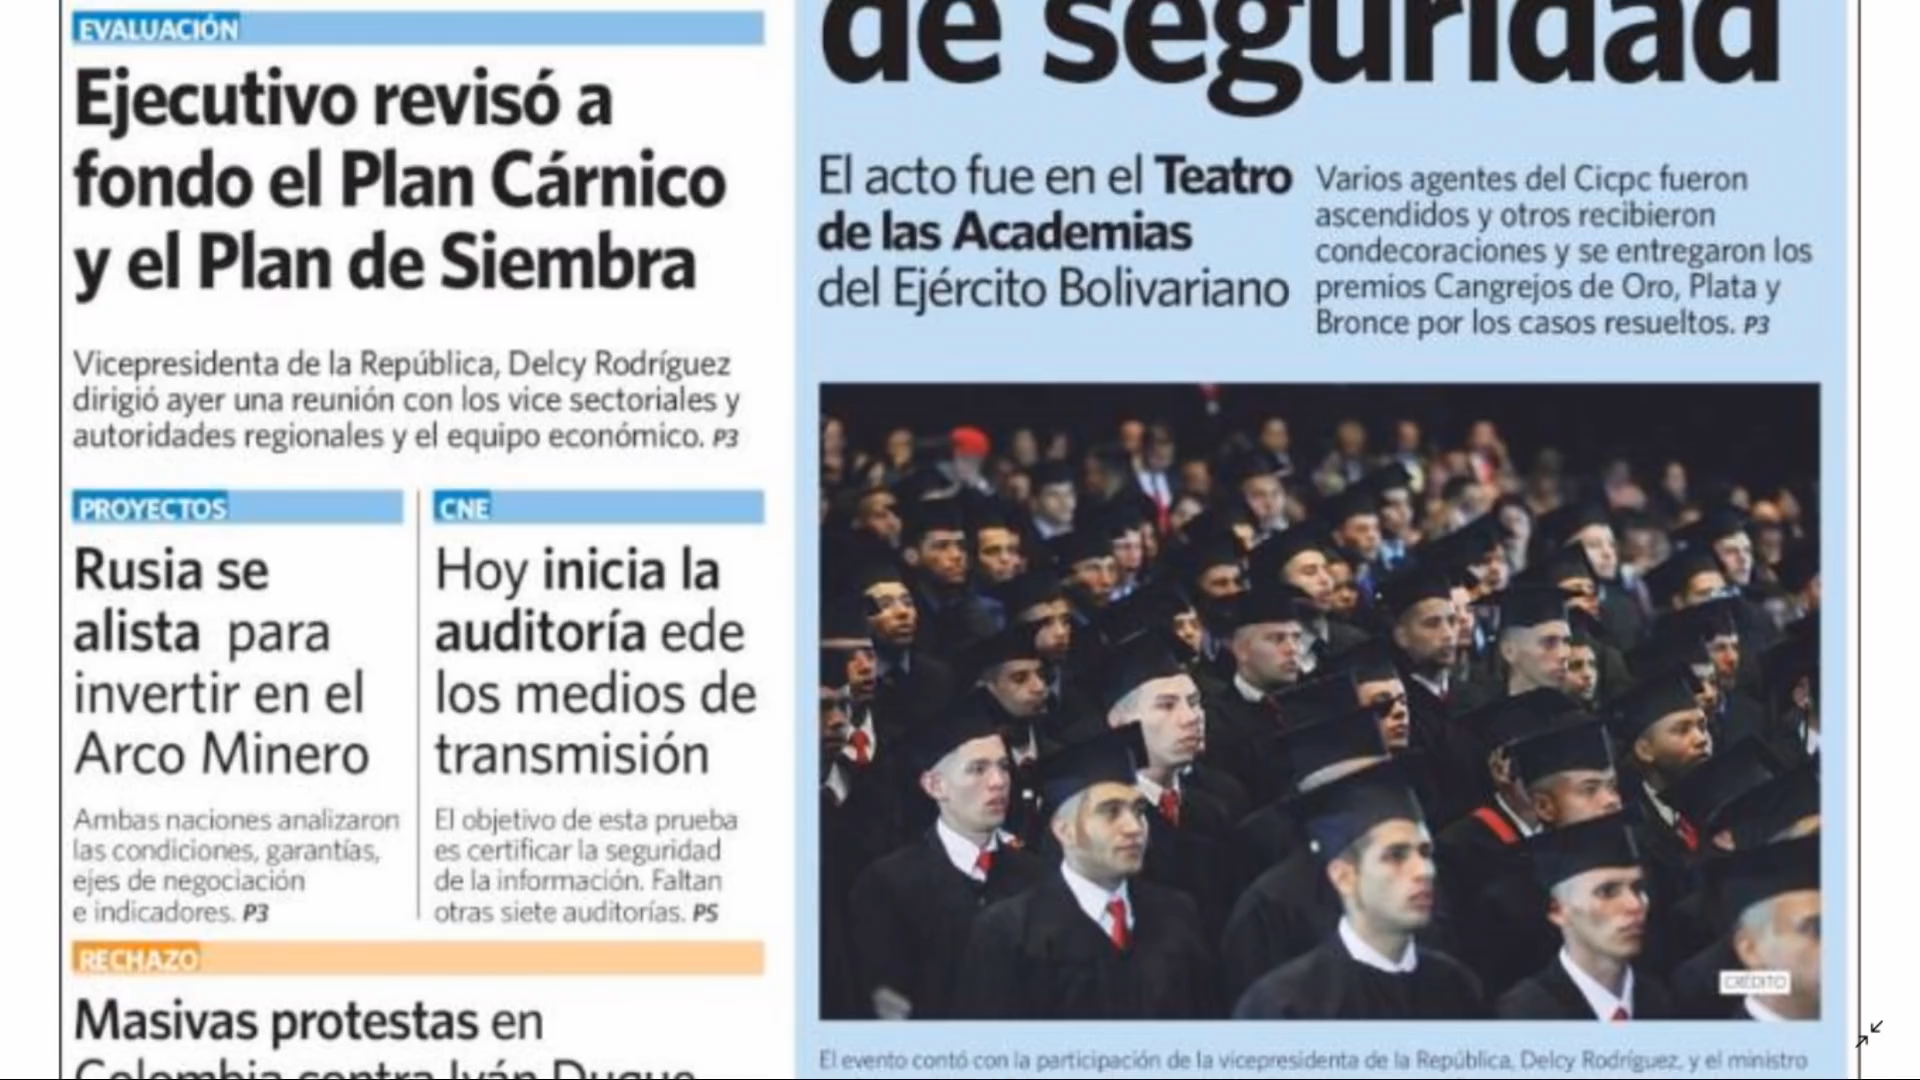 EVALUACIÓN
Ejecutivo revisó a
fondo el Plan Cárnico
y el Plan de Siembra
Vicepresidenta de la República, Delcy Rodríguez
dirigió ayer una reunión con los vice sectoriales y
autoridades regionales y el equipo económico. P3
PROYECTOS
Rusia se
alista para
invertir en el
Arco Minero
Ambas naciones analizaron
las condiciones, garantías,
ejes de negociación
e indicadores. P3
CNE
Hoy inicia la
auditoría ede
los medios de
transmisión
El objetivo de esta prueba
es certificar la seguridad
de la información. Faltan
otras siete auditorías. P5
RECHAZO
Masivas protestas en
Colombia contra Iván Duque
de seguridad
El acto fue en el Teatro
de las Academias
del Ejército Bolivariano
Varios agentes del Cicpc fueron
ascendidos y otros recibieron
condecoraciones y se entregaron los
premios Cangrejos de Oro, Plata y
Bronce por los casos resueltos. P3
CRÉDITO
El evento contó con la participación de la vicepresidenta de la República, Delcy Rodríguez, y el ministro